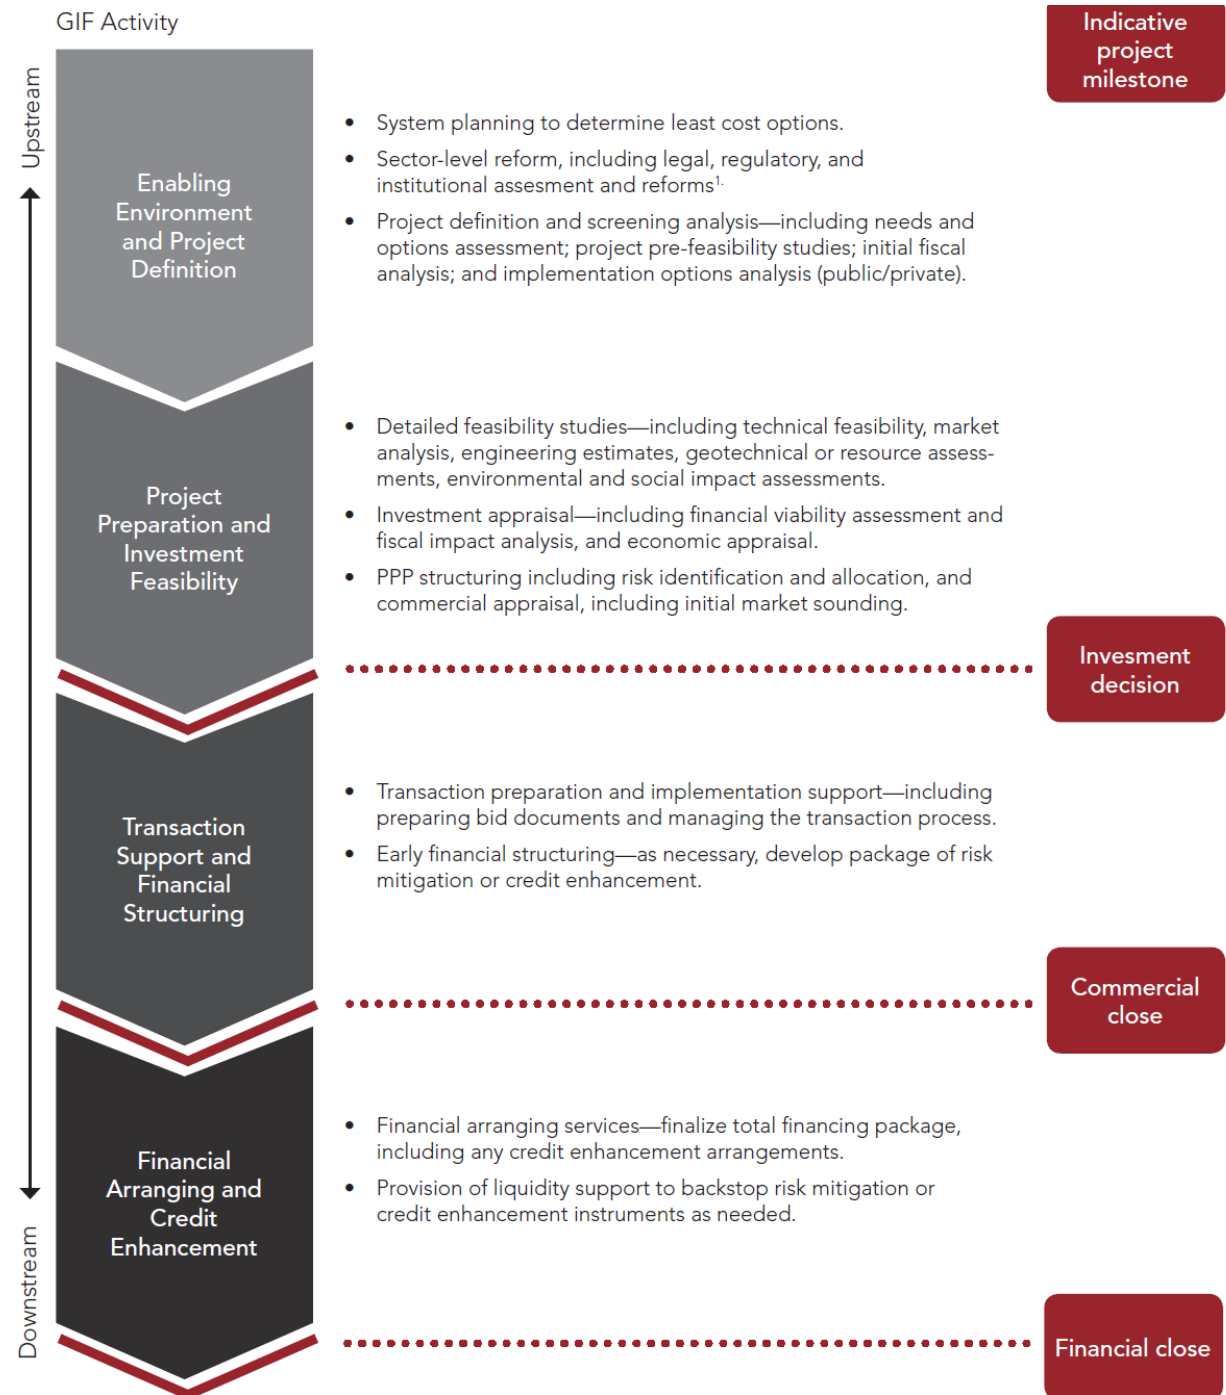 GIF Activity
Indicative
project
milestone
Upstream
Enabling
Environment
and Project
Definition
• System planning to determine least cost options.
• Sector-level reform, including legal, regulatory, and
institutional assesment and reforms¹·
• Project definition and screening analysis—including needs and
options assessment; project pre-feasibility studies; initial fiscal
analysis; and implementation options analysis (public/private).
Project
Preparation and
Investment
Feasibility
• Detailed feasibility studies—including technical feasibility, market
analysis, engineering estimates, geotechnical or resource assess-
ments, environmental and social impact assessments.
• Investment appraisal—including financial viability assessment and
fiscal impact analysis, and economic appraisal.
• PPP structuring including risk identification and allocation, and
commercial appraisal, including initial market sounding.
Invesment
decision
Transaction
Support and
Financial
Structuring
• Transaction preparation and implementation support—including
preparing bid documents and managing the transaction process.
• Early financial structuring—as necessary, develop package of risk
mitigation or credit enhancement.
Commercial
close
Financial
Arranging and
Credit
Enhancement
• Financial arranging services—finalize total financing package,
including any credit enhancement arrangements.
• Provision of liquidity support to backstop risk mitigation or
credit enhancement instruments as needed.
Downstream
Financial close